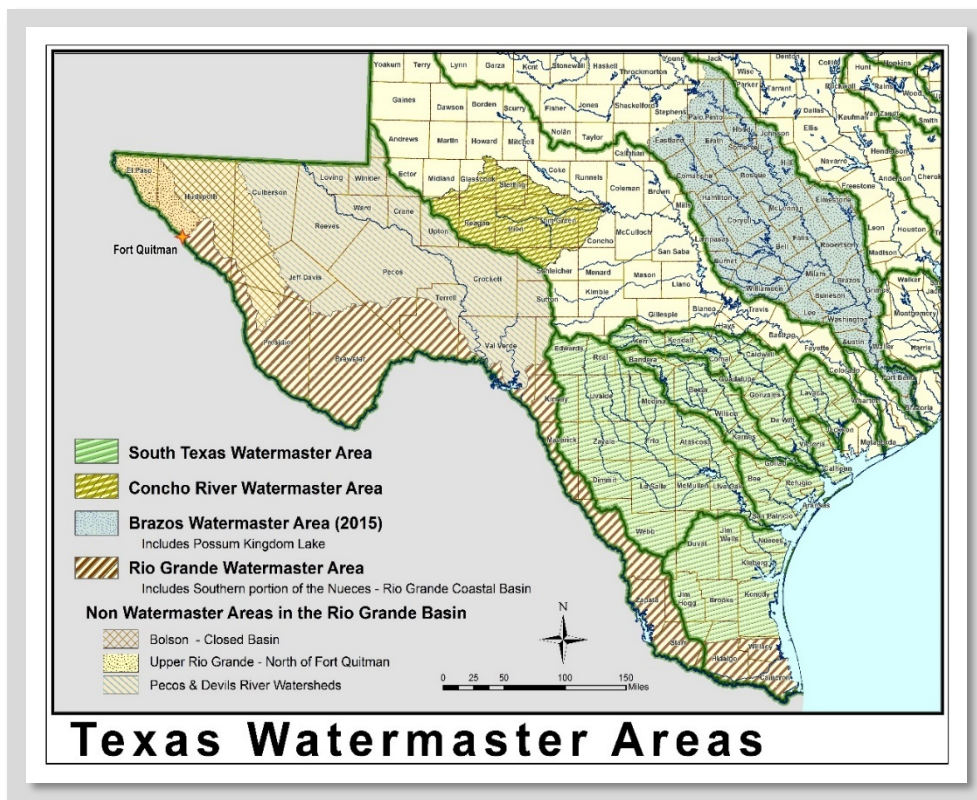 Yoakum Terry Lynn Garza Kent Stonewall Haskell Throckmorton Young Jack Wise Denton Collin Hunt Hopkins
Gaines Dawson Borden Scurry Fisher Jones Shackelford Stephens Palo Pinto Parker Tarrant Dallas Rockwall Rains Wood
Kaufman Van Zandt Smith
Andrews Martin Howard Mitchell Nolan Taylor Callahan Eastland Erath Hood Somervell Johnson Ellis Henderson
El Paso Hudspeth Culberson Loving Winkler Ector Midland Glasscock Sterling Coke Runnels Coleman Brown Comanche Bosque Hill Navarro Freestone Anderson
Reeves Ward Crane Upton Reagan Irion Tom Green Concho McCulloch Mills Hamilton McLennan Limestone Leon Houston
Fort Quitman
Jeff Davis Pecos Crockett Schleicher Menard San Saba Lampasas Coryell Bell Falls Robertson Madison
Terrell Sutton Kimble Mason Llano Burnet Williamson Milam Brazos Grimes Walker
Presidio Brewster Val Verde Gillespie Blanco Travis Lee Burleson Washington Montgomery
Edwards Real Kerr Kendall Hays Bastrop Fayette Austin Waller Harris
Kinney Uvalde Bandera Medina Bexar Comal Guadalupe Caldwell Gonzales Lavaca Colorado Wharton Fort Bend Brazoria
Maverick Zavala Frio Atascosa Wilson Karnes De Witt Victoria Jackson Matagorda
Dimmit La Salle McMullen Live Oak Bee Goliad Refugio Calhoun Aransas
Webb Duval Jim Wells San Patricio Nueces Kleberg
Zapata Jim Hogg Brooks Kenedy
Starr Hidalgo Willacy Cameron
South Texas Watermaster Area
Concho River Watermaster Area
Brazos Watermaster Area (2015)
Includes Possum Kingdom Lake
Rio Grande Watermaster Area
Includes Southern portion of the Nueces - Rio Grande Coastal Basin
Non Watermaster Areas in the Rio Grande Basin
Bolson - Closed Basin
Upper Rio Grande - North of Fort Quitman
Pecos & Devils River Watersheds
N
0 25 50 100 150
Miles
Texas Watermaster Areas